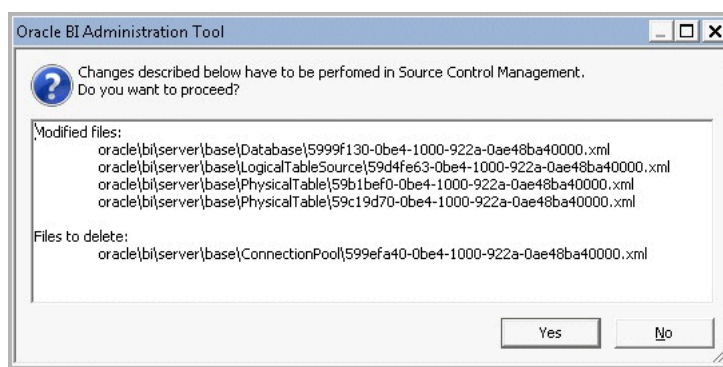 Oracle BI Administration Tool
Changes described below have to be perfomed in Source Control Management.
Do you want to proceed?
Modified files:
oracle\bi\server\base\Database\5999f130-0be4-1000-922a-0ae48ba40000.xml
oracle\bi\server\base\LogicalTableSource\59d4fe63-0be4-1000-922a-0ae48ba40000.xml
oracle\bi\server\base\PhysicalTable\59b1bef0-0be4-1000-922a-0ae48ba40000.xml
oracle\bi\server\base\PhysicalTable\59c19d70-0be4-1000-922a-0ae48ba40000.xml
Files to delete:
oracle\bi\server\base\ConnectionPool\599efa40-0be4-1000-922a-0ae48ba40000.xml
Yes No